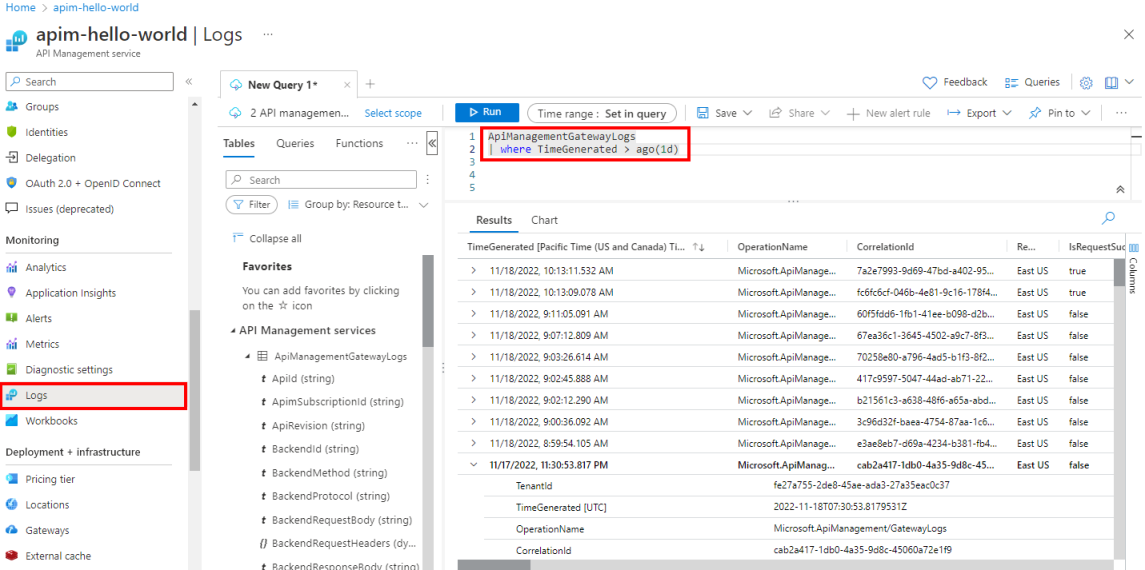 Home > apim-hello-world
apim-hello-world | Logs ...
API Management service
Search
Groups
Identities
Delegation
OAuth 2.0 + OpenID Connect
Issues (deprecated)
Monitoring
Analytics
Application Insights
Alerts
Metrics
Diagnostic settings
Logs
Workbooks
Deployment + infrastructure
Pricing tier
Locations
Gateways
External cache
New Query 1*
Feedback
Queries
2 API managemen...
Select scope
Run
Time range : Set in query
Save
Share
New alert rule
Export
Pin to
...
Tables
Queries
Functions
...
Search
Filter
Group by: Resource t...
Collapse all
Favorites
You can add favorites by clicking
on the ☆ icon
API Management services
ApiManagementGatewayLogs
t ApiId (string)
t ApimSubscriptionId (string)
t ApiRevision (string)
t BackendId (string)
t BackendMethod (string)
t BackendProtocol (string)
t BackendRequestBody (string)
{} BackendRequestHeaders (dy...
t BackendResponseBody (string)
1 ApiManagementGatewayLogs
2 | where TimeGenerated > ago(1d)
3
4
5
...
Results
Chart
TimeGenerated [Pacific Time (US and Canada) Ti... OperationName CorrelationId Re... IsRequestSuc
11/18/2022, 10:13:11.532 AM Microsoft.ApiManage... 7a2e7993-9d69-47bd-a402-95... East US true
11/18/2022, 10:13:09.078 AM Microsoft.ApiManage... fc6fc6cf-046b-4e81-9c16-178f4... East US true
11/18/2022, 9:11:05.091 AM Microsoft.ApiManage... 60f5fdd6-1fb1-41ee-b098-d2b... East US false
11/18/2022, 9:07:12.809 AM Microsoft.ApiManage... 67ea36c1-3645-4502-a9c7-8f3... East US false
11/18/2022, 9:03:26.614 AM Microsoft.ApiManage... 70258e80-a796-4ad5-b1f3-8f2... East US false
11/18/2022, 9:02:45.888 AM Microsoft.ApiManage... 417c9597-5047-44ad-ab71-22... East US false
11/18/2022, 9:02:12.290 AM Microsoft.ApiManage... b21561c3-a638-48f6-a65a-abd... East US false
11/18/2022, 9:00:36.092 AM Microsoft.ApiManage... 3c96d32f-baea-4754-87aa-1c6... East US false
11/18/2022, 8:59:54.105 AM Microsoft.ApiManage... e3ae8eb7-d69a-4234-b381-fb4... East US false
11/17/2022, 11:30:53.817 PM Microsoft.ApiManag... cab2a417-1db0-4a35-9d8c-45... East US false
TenantId fe27a755-2de8-45ae-ada3-27a35eac0c37
TimeGenerated [UTC] 2022-11-18T07:30:53.8179531Z
OperationName Microsoft.ApiManagement/GatewayLogs
CorrelationId cab2a417-1db0-4a35-9d8c-45060a72e1f9
Columns